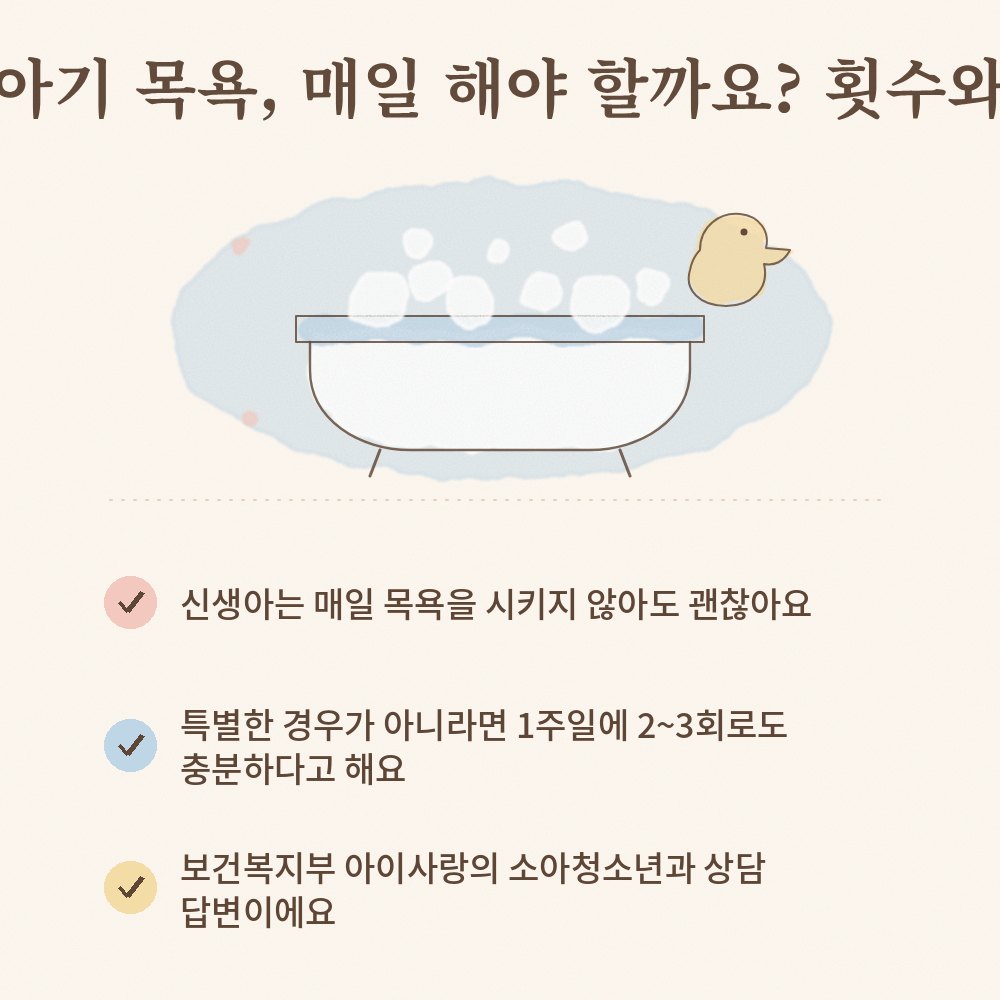 아기 목욕, 매일 해야 할까요? 횟수와
신생아는 매일 목욕을 시키지 않아도 괜찮아요
특별한 경우가 아니라면 1주일에 2~3회로도
충분하다고 해요
보건복지부 아이사랑의 소아청소년과 상담
답변이에요